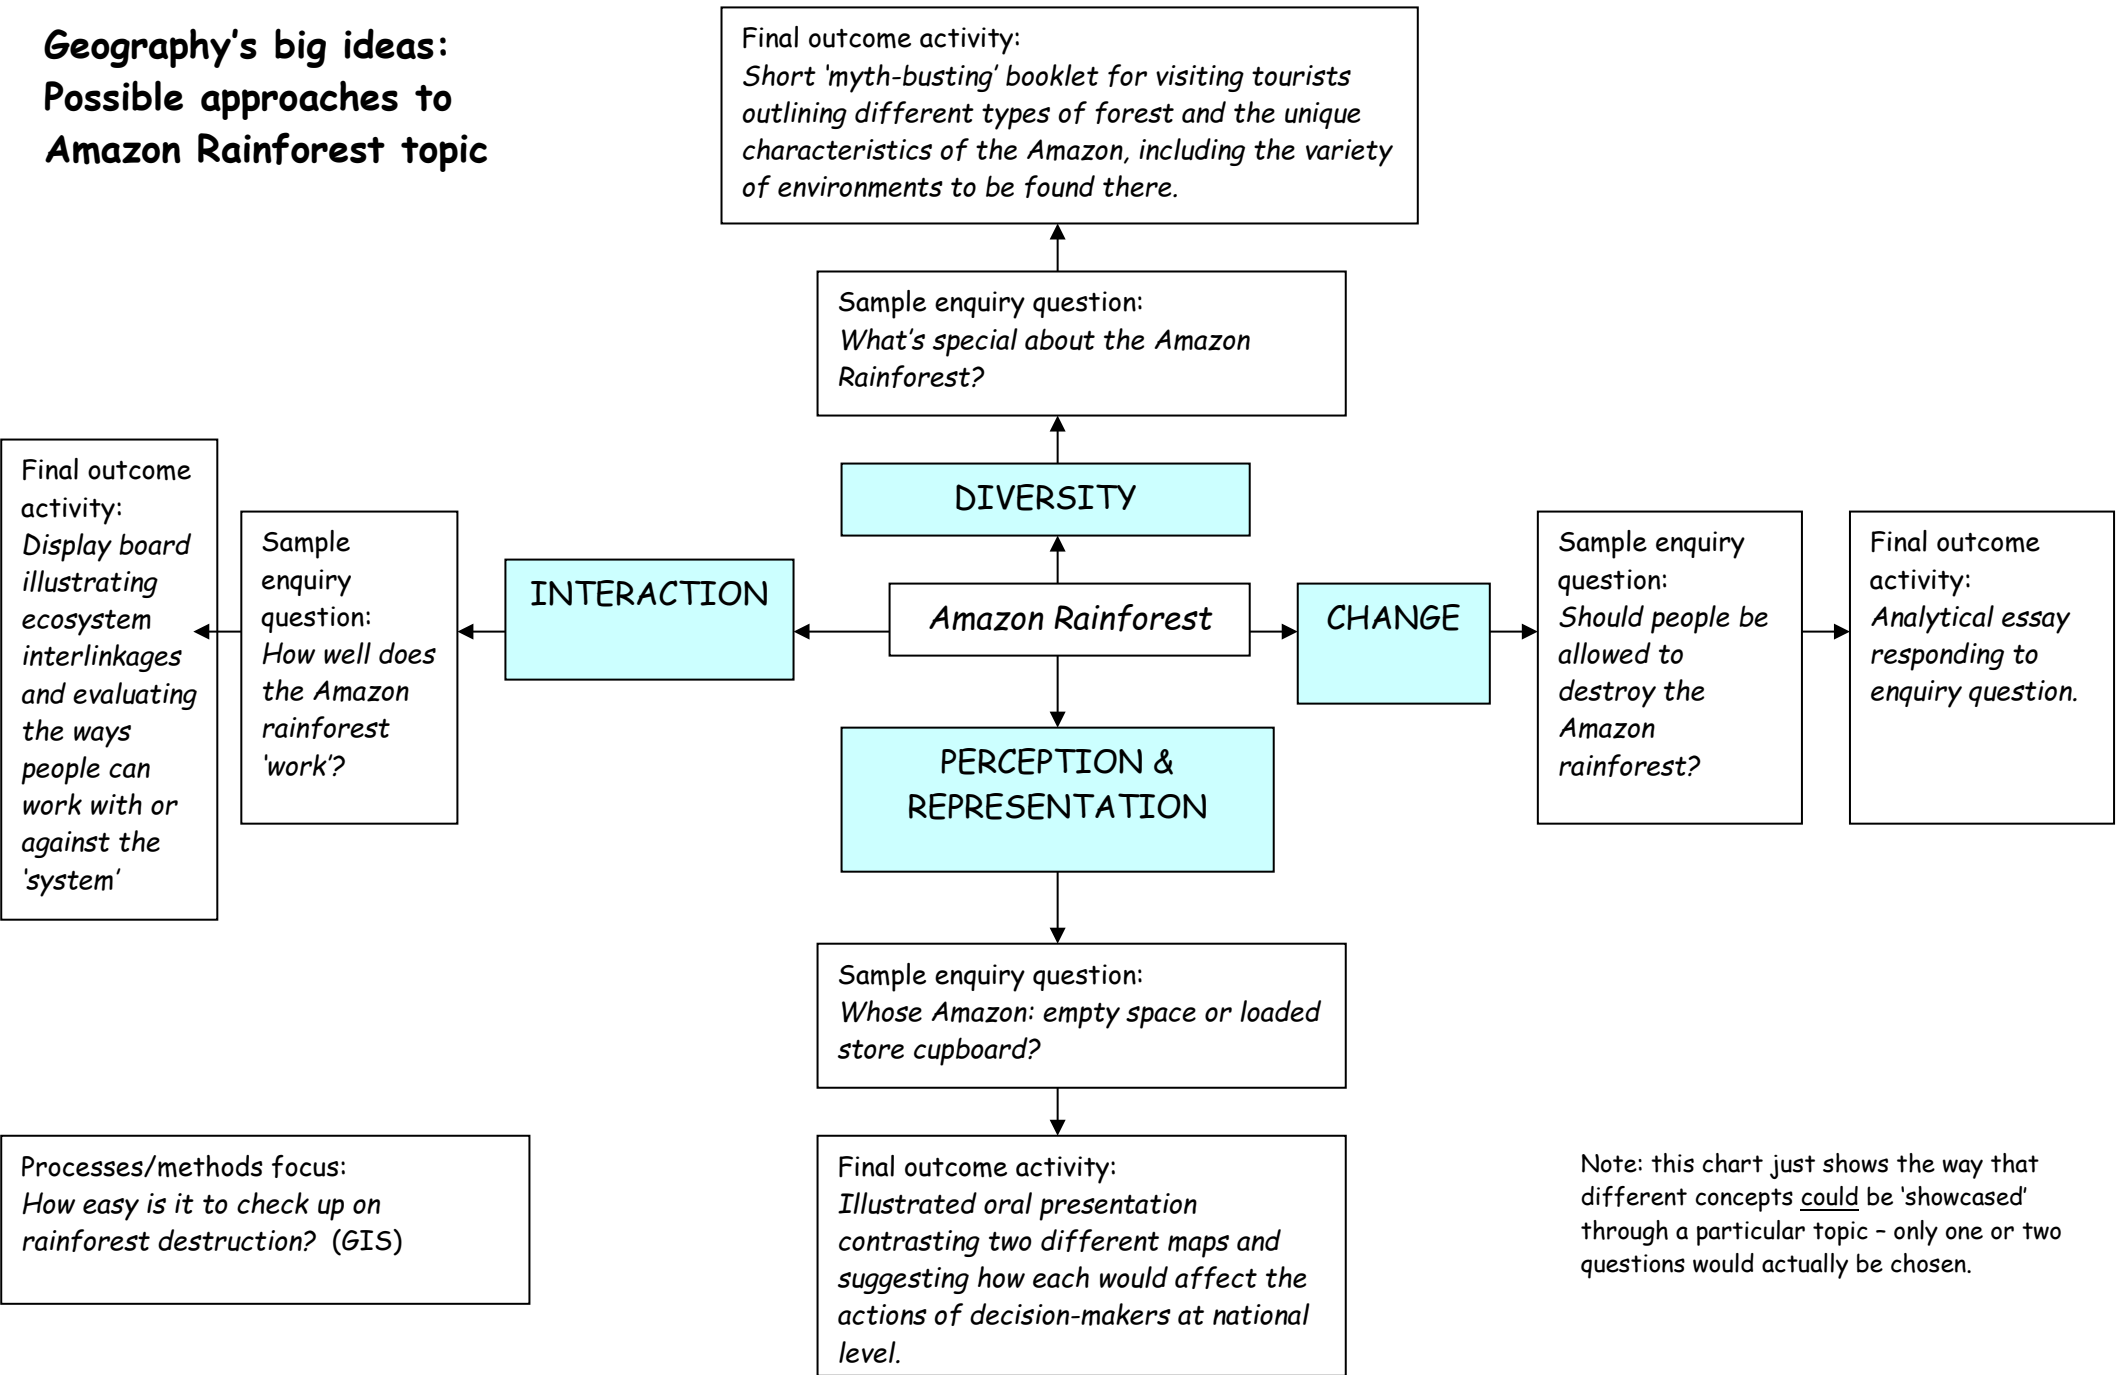 Geography's big ideas:
Possible approaches to
Amazon Rainforest topic
Final outcome activity:
Short ‘myth-busting’ booklet for visiting tourists
outlining different types of forest and the unique
characteristics of the Amazon, including the variety
of environments to be found there.
Sample enquiry question:
What's special about the Amazon
Rainforest?
DIVERSITY
Final outcome
activity:
Display board
illustrating
ecosystem
interlinkages
and evaluating
the ways
people can
work with or
against the
‘system’
Sample
enquiry
question:
How well does
the Amazon
rainforest
‘work’?
INTERACTION
Amazon Rainforest
CHANGE
Sample enquiry
question:
Should people be
allowed to
destroy the
Amazon
rainforest?
Final outcome
activity:
Analytical essay
responding to
enquiry question.
PERCEPTION &
REPRESENTATION
Sample enquiry question:
Whose Amazon: empty space or loaded
store cupboard?
Processes/methods focus:
How easy is it to check up on
rainforest destruction? (GIS)
Final outcome activity:
Illustrated oral presentation
contrasting two different maps and
suggesting how each would affect the
actions of decision-makers at national
level.
Note: this chart just shows the way that
different concepts could be ‘showcased’
through a particular topic – only one or two
questions would actually be chosen.